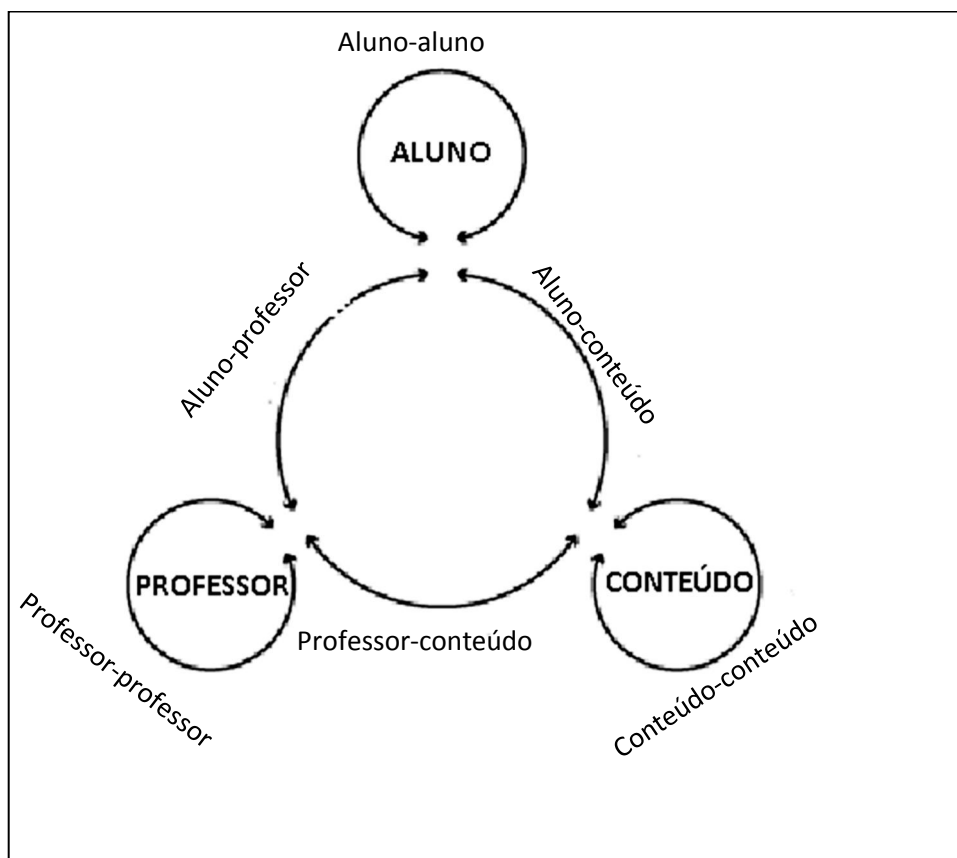 Aluno-aluno
ALUNO
Aluno-professor
Aluno-conteúdo
PROFESSOR
CONTEÚDO
Professor-conteúdo
Professor-professor
Conteúdo-conteúdo